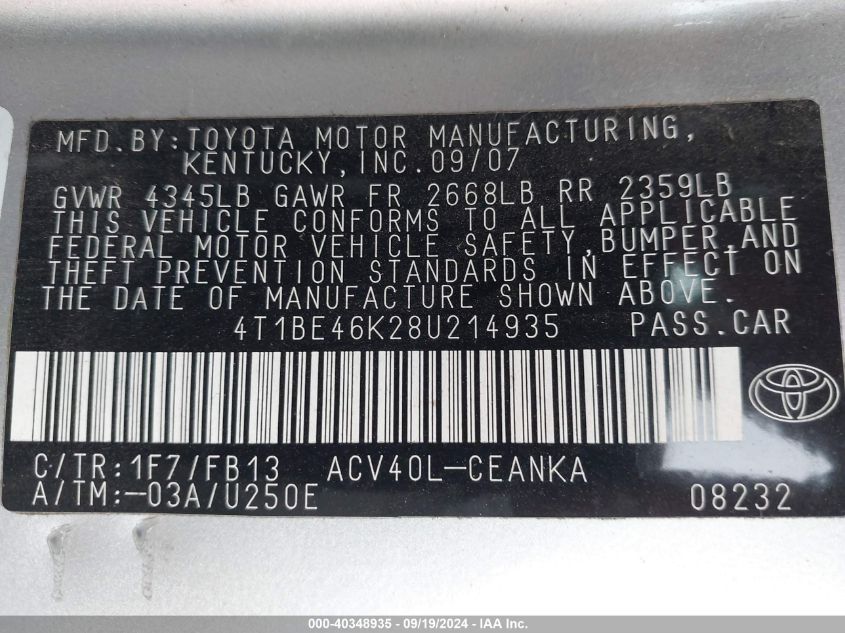 MFD.BY:TOYOTA MOTOR MANUFACTURING,
KENTUCKY,INC.09/07
GVWR 4345LB GAWR FR 2668LB RR 2359LB
THIS VEHICLE CONFORMS TO ALL APPLICABLE
FEDERAL MOTOR VEHICLE SAFETY,BUMPER,AND
THEFT PREVENTION STANDARDS IN EFFECT ON
THE DATE OF MANUFACTURE SHOWN ABOVE.
4T1BE46K28U214935 PASS.CAR
C/TR:1F7/FB13 ACV40L-CEANKA
A/TM:-03A/U250E 08232
000-40348935 - 09/19/2024 - IAA Inc.